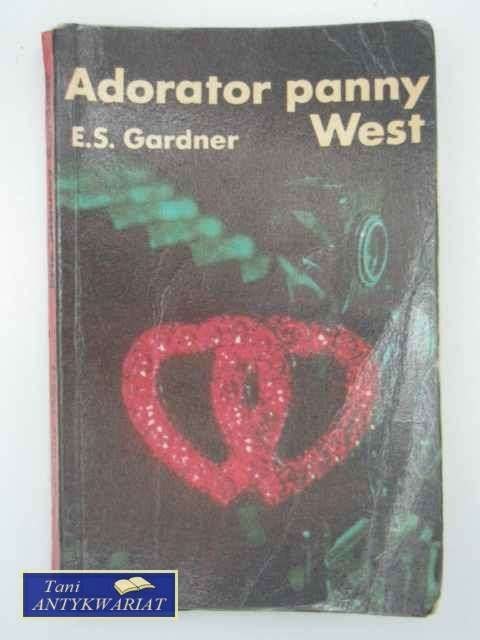 Adorator panny
West
E.S. Gardner
Tani
ANTYKWARIAT